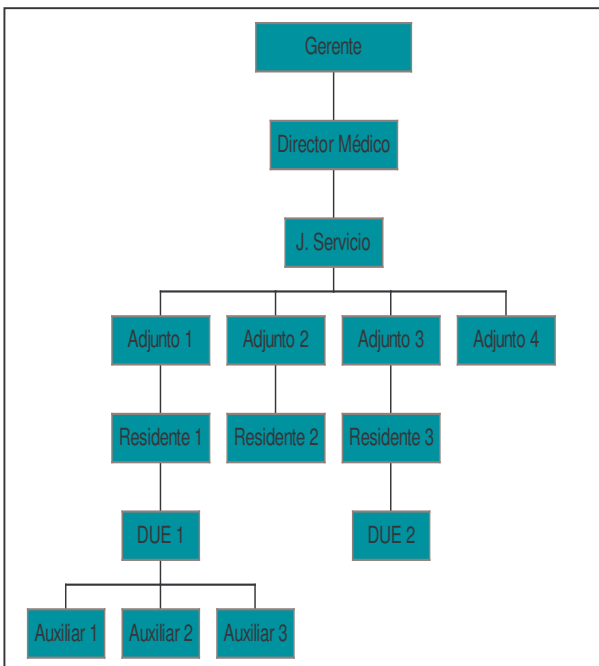 Gerente
Director Médico
J. Servicio
Adjunto 1
Adjunto 2
Adjunto 3
Adjunto 4
Residente 1
Residente 2
Residente 3
DUE 1
DUE 2
Auxiliar 1
Auxiliar 2
Auxiliar 3